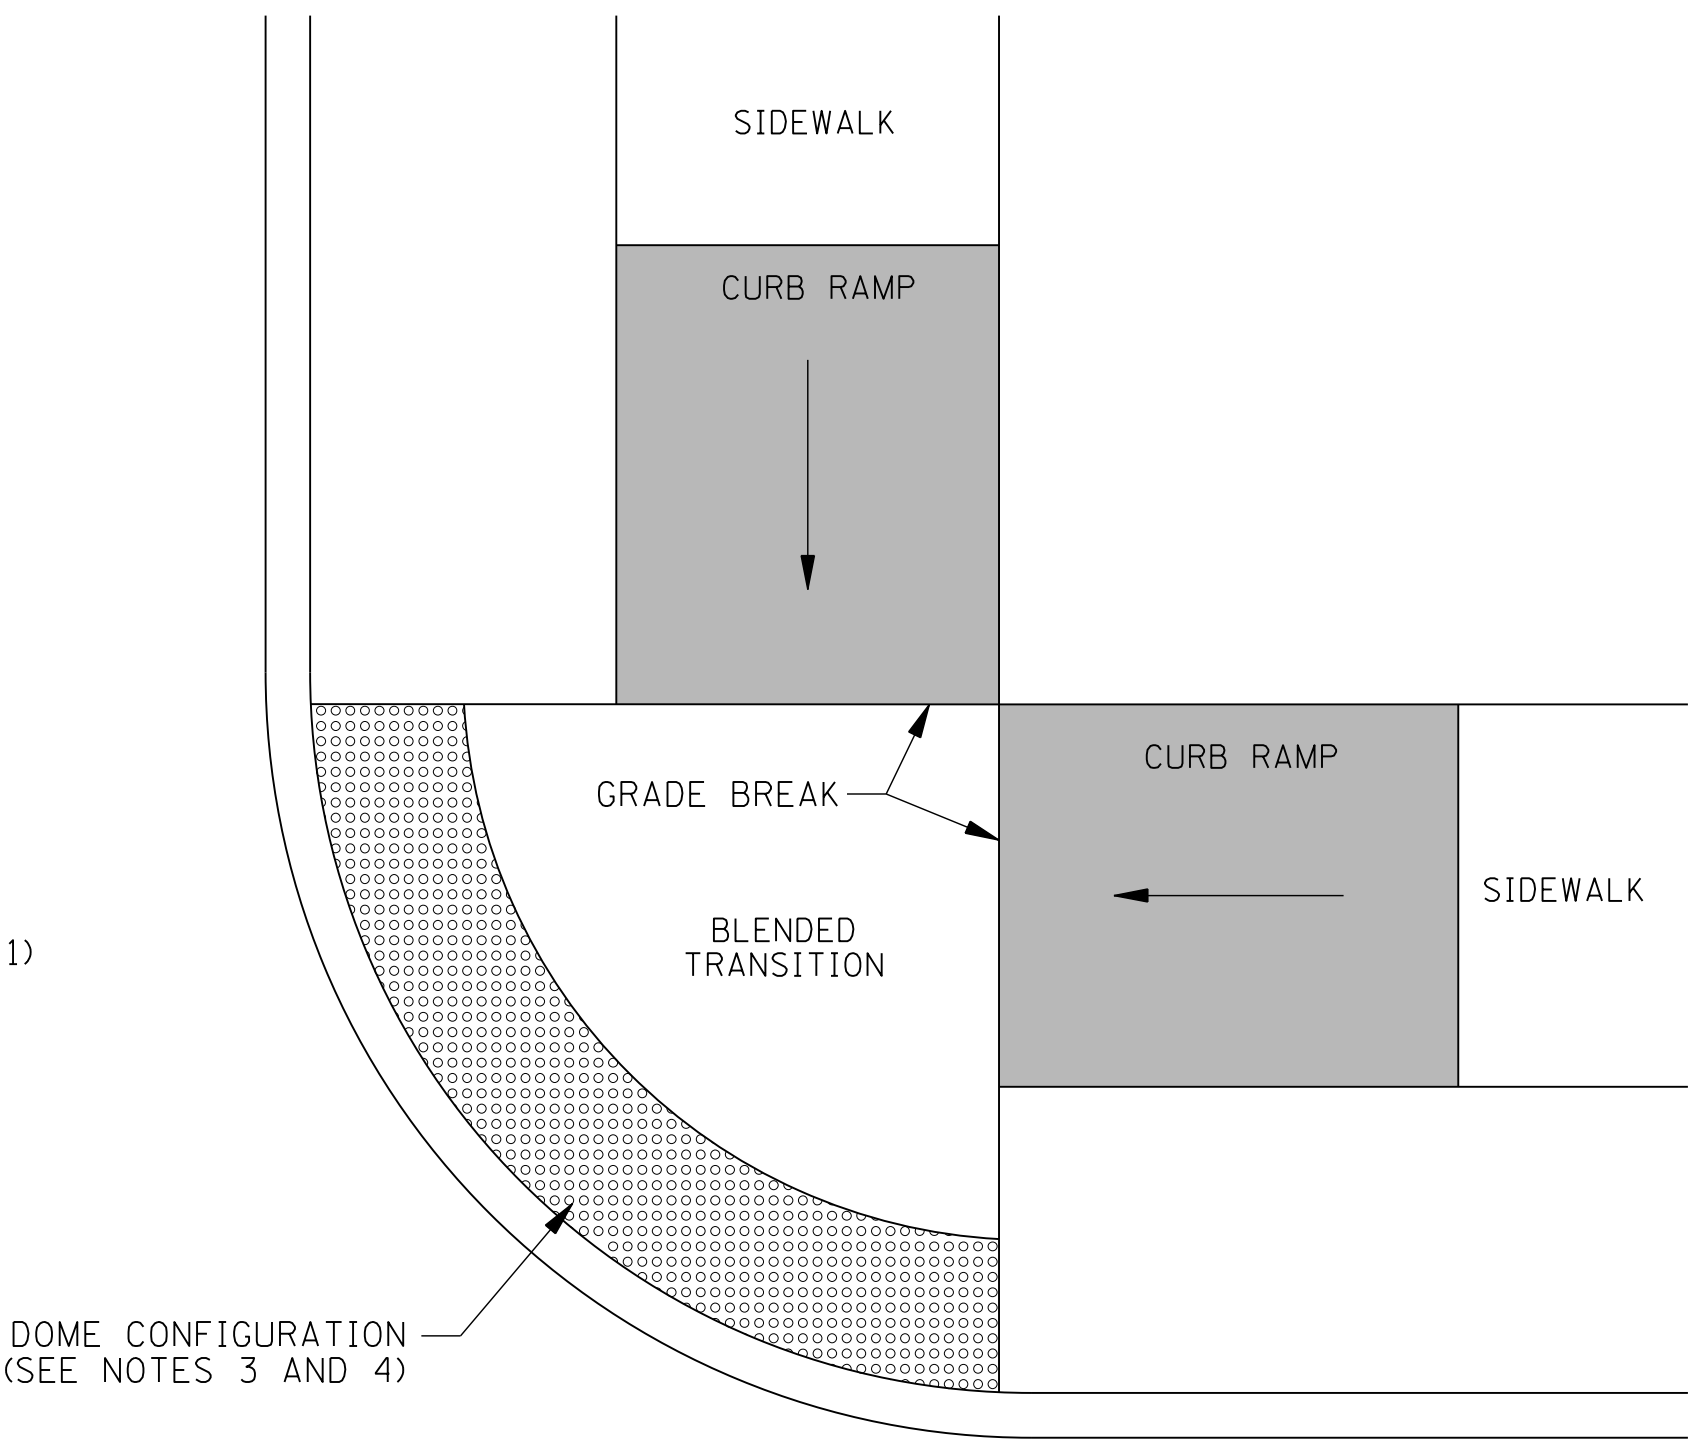 SIDEWALK
CURB RAMP
CURB RAMP
GRADE BREAK
SIDEWALK
BLENDED
TRANSITION
1)
DOME CONFIGURATION
(SEE NOTES 3 AND 4)